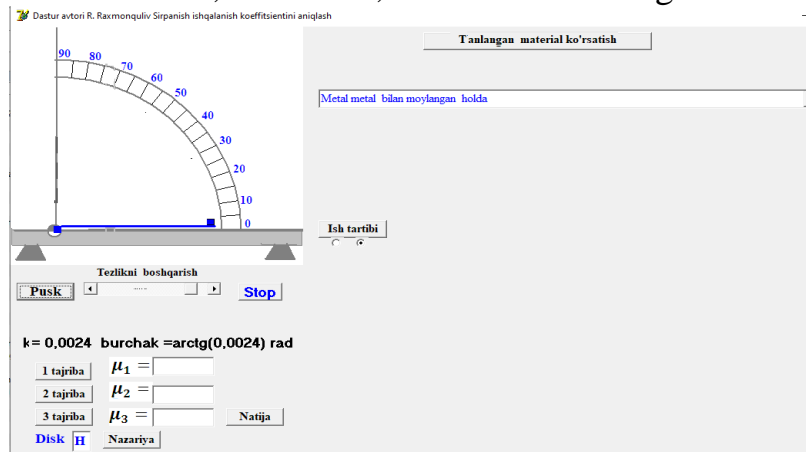 Dastur avtori R. Raxmonquliv Sirpanish ishqalanish koeffitsientini aniqlash
Tanlangan material ko'rsatish
90
80
70
60
50
40
30
20
10
0
Metal metal bilan moylangan holda
Ish tartibi
Tezlikni boshqarish
Pusk
Stop
k= 0,0024 burchak =arctg(0,0024) rad
1 tajriba μ1 =
2 tajriba μ2 =
3 tajriba μ3 =
Natija
Disk H Nazariya